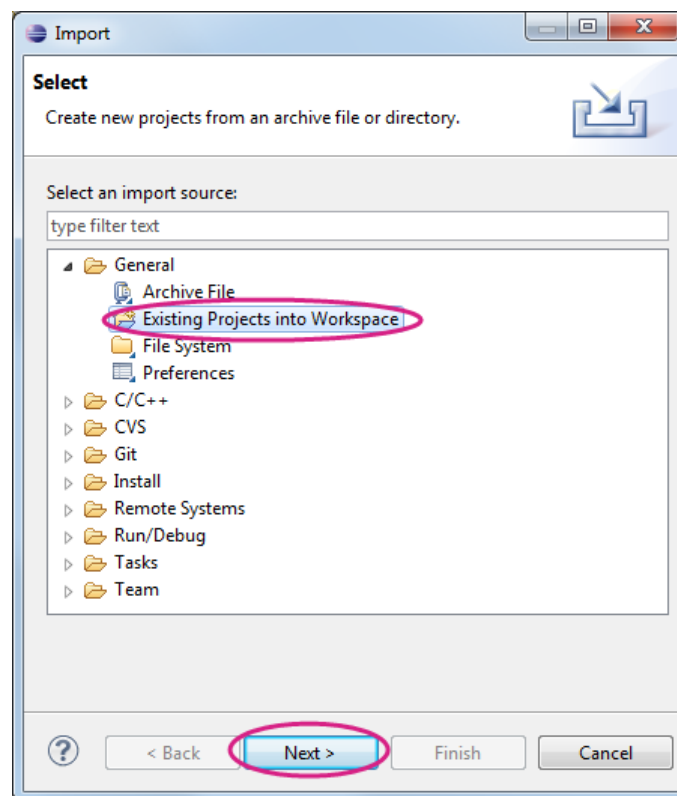 Import
Select
Create new projects from an archive file or directory.
Select an import source:
type filter text
General
Archive File
Existing Projects into Workspace
File System
Preferences
C/C++
CVS
Git
Install
Remote Systems
Run/Debug
Tasks
Team
? < Back Next > Finish Cancel